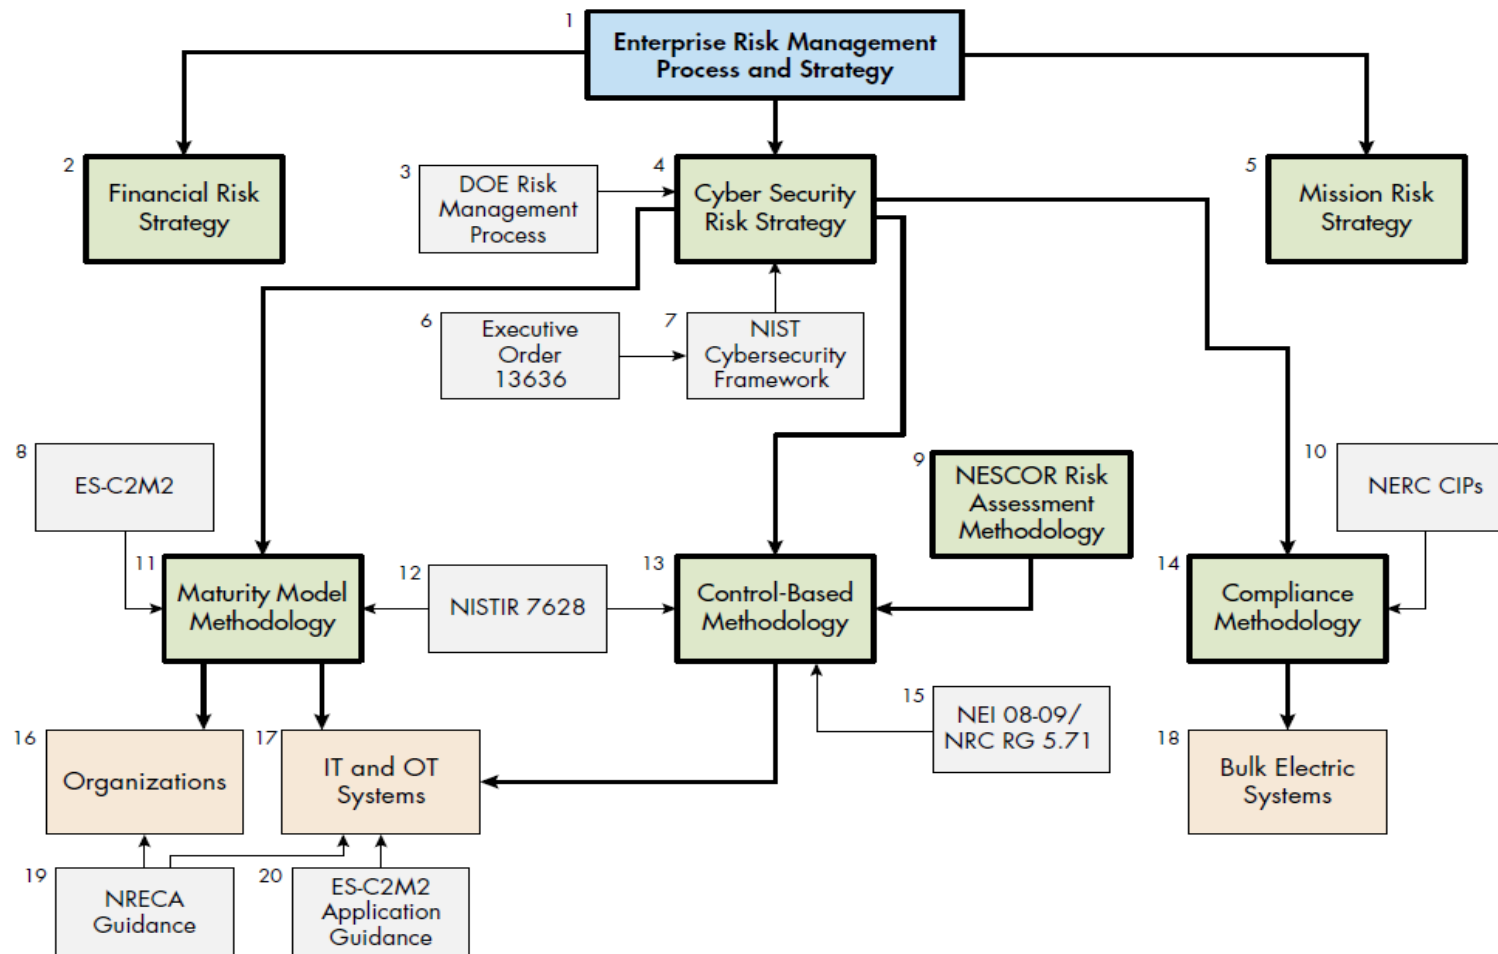 1
Enterprise Risk Management
Process and Strategy
2
Financial Risk
Strategy
3
DOE Risk
Management
Process
4
Cyber Security
Risk Strategy
5
Mission Risk
Strategy
6
Executive
Order
13636
7
NIST
Cybersecurity
Framework
8
ES-C2M2
9
NESCOR Risk
Assessment
Methodology
10
NERC CIPs
11
Maturity Model
Methodology
12
NISTIR 7628
13
Control-Based
Methodology
14
Compliance
Methodology
15
NEI 08-09/
NRC RG 5.71
16
Organizations
17
IT and OT
Systems
18
Bulk Electric
Systems
19
NRECA
Guidance
20
ES-C2M2
Application
Guidance